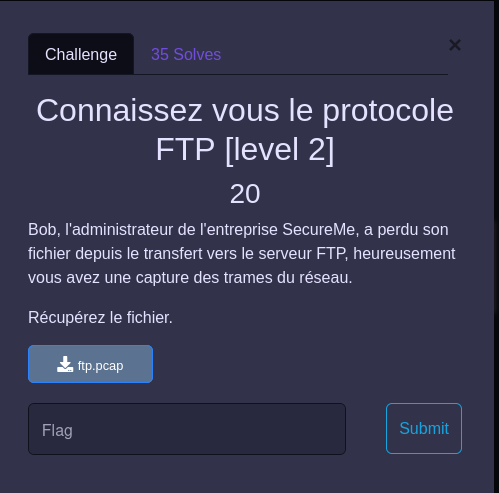 Challenge
35 Solves
×
Connaissez vous le protocole
FTP [level 2]
20
Bob, l'administrateur de l'entreprise SecureMe, a perdu son
fichier depuis le transfert vers le serveur FTP, heureusement
vous avez une capture des trames du réseau.
Récupérez le fichier.
ftp.pcap
Flag
Submit